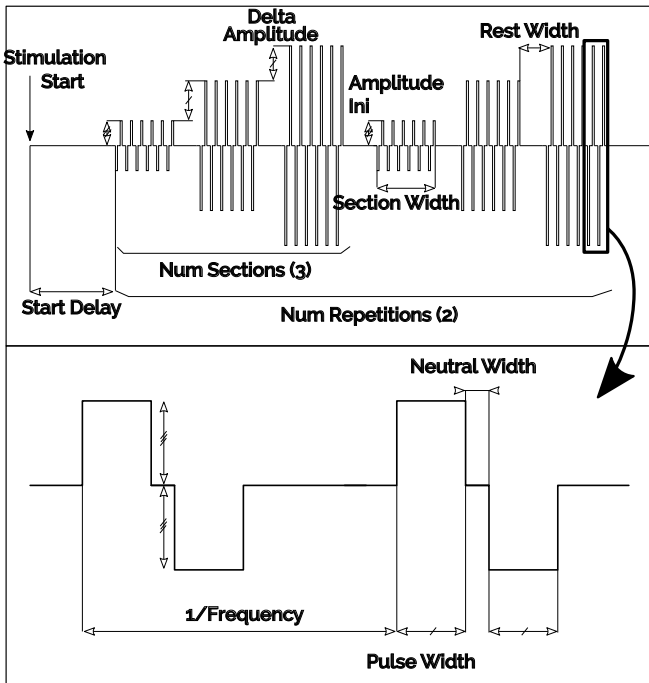 Delta
Amplitude
Rest Width
Stimulation
Start
Amplitude
Ini
Section Width
Num Sections (3)
Start Delay
Num Repetitions (2)
Neutral Width
1/Frequency
Pulse Width